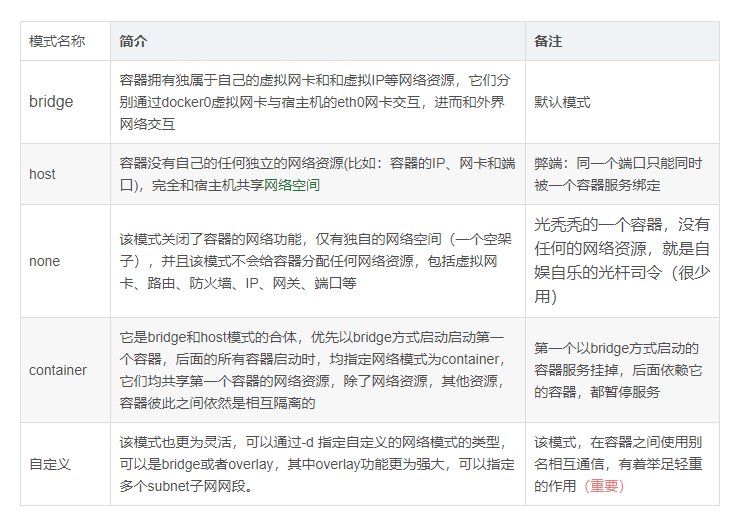 模式名称 简介 备注
bridge
容器拥有独属于自己的虚拟网卡和和虚拟IP等网络资源，它们分
别通过docker0虚拟网卡与宿主机的eth0网卡交互，进而和外界
网络交互
默认模式
host
容器没有自己的任何独立的网络资源(比如：容器的IP、网卡和端
口)，完全和宿主机共享网络空间
弊端：同一个端口只能同时
被一个容器服务绑定
none
该模式关闭了容器的网络功能，仅有独自的网络空间（一个空架
子），并且该模式不会给容器分配任何网络资源，包括虚拟网
卡、路由、防火墙、IP、网关、端口等
光秃秃的一个容器，没有
任何的网络资源，就是自
娱自乐的光杆司令（很少
用）
container
它是bridge和host模式的合体，优先以bridge方式启动启动第一
个容器，后面的所有容器启动时，均指定网络模式为container，
它们均共享第一个容器的网络资源，除了网络资源，其他资源，
容器彼此之间依然是相互隔离的
第一个以bridge方式启动的
容器服务挂掉，后面依赖它
的容器，都暂停服务
自定义
该模式也更为灵活，可以通过-d 指定自定义的网络模式的类型，
可以是bridge或者overlay，其中overlay功能更为强大，可以指定
多个subnet子网网段。
该模式，在容器之间使用别
名相互通信，有着举足轻重
的作用（重要）